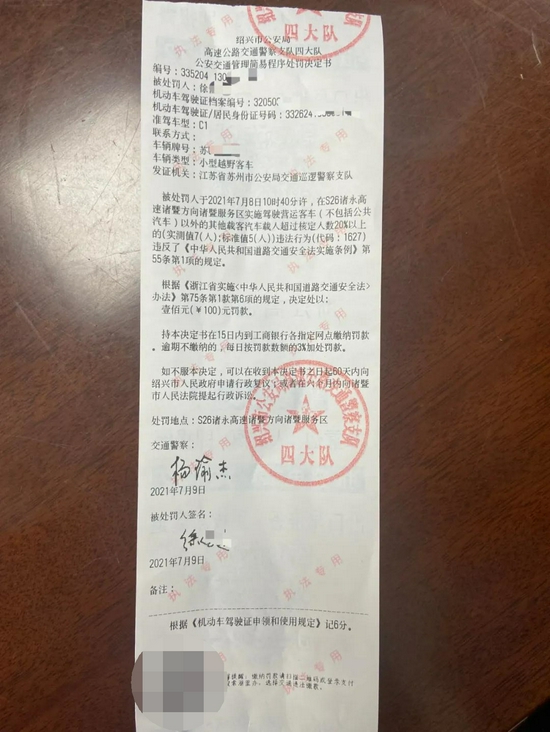 绍兴市公安局
高速公路交通警察支队四大队
公安交通管理简易程序处罚决定书
编号：335204 130
被处罚人：徐
机动车驾驶证档案编号：32050
机动车驾驶证/居民身份证号码：332624
准驾车型：C1
联系方式：
车辆牌号：苏
车辆类型：小型越野客车
发证机关：江苏省苏州市公安局交通巡逻警察支队
被处罚人于2021年7月8日10时40分许，在S26诸永高
速诸暨方向诸暨服务区实施驾驶营运客车（不包括公共
汽车）以外的其他载客汽车载人超过核定人数20%以上
的(实测值7(人);标准值5(人))违法行为(代码：1627)
违反了《中华人民共和国道路交通安全法实施条例》第
55条第1项的规定。
根据《浙江省实施<中华人民共和国道路交通安全法>
办法》第75条第1款第6项的规定，决定处以：
壹佰元(￥100)元罚款。
持本决定书在15日内到工商银行各指定网点缴纳罚款
。逾期不缴纳的，每日按罚款数额的3%加处罚款。
如不服本决定，可以在收到本决定书之日起60天内向
绍兴市人民政府申请行政复议；或者在六个月内向诸暨
市人民法院提起行政诉讼。
处罚地点：S26诸永高速诸暨方向诸暨服务区
四大队
交通警察：
杨瑜杰
2021年7月9日
被处罚人签名：
徐
2021年7月9日
备注：
根据《机动车驾驶证申领和使用规定》记6分。
执法专用
四大队